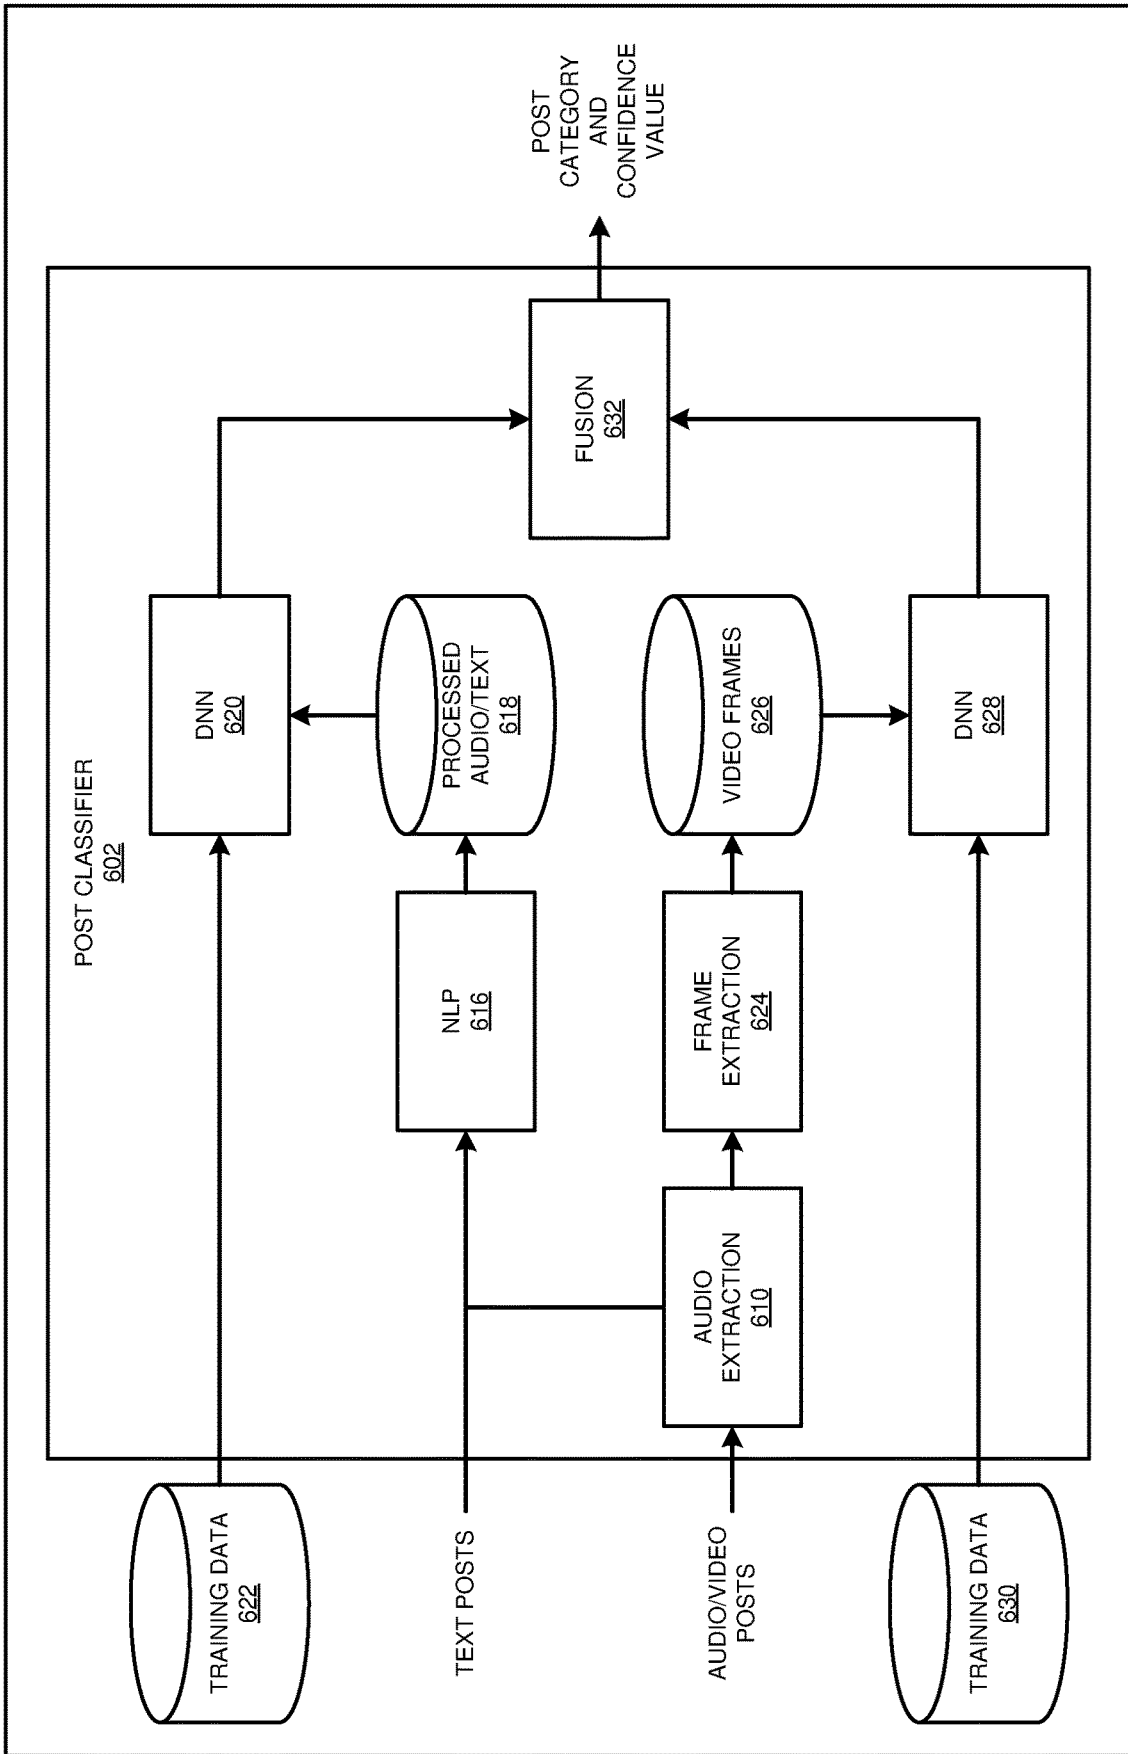 POST CLASSIFIER
602
TRAINING DATA
622
DNN
620
TEXT POSTS
NLP
616
PROCESSED
AUDIO/TEXT
618
FUSION
632
POST
CATEGORY
AND
CONFIDENCE
VALUE
AUDIO/VIDEO
POSTS
AUDIO
EXTRACTION
610
FRAME
EXTRACTION
624
VIDEO FRAMES
626
TRAINING DATA
630
DNN
628